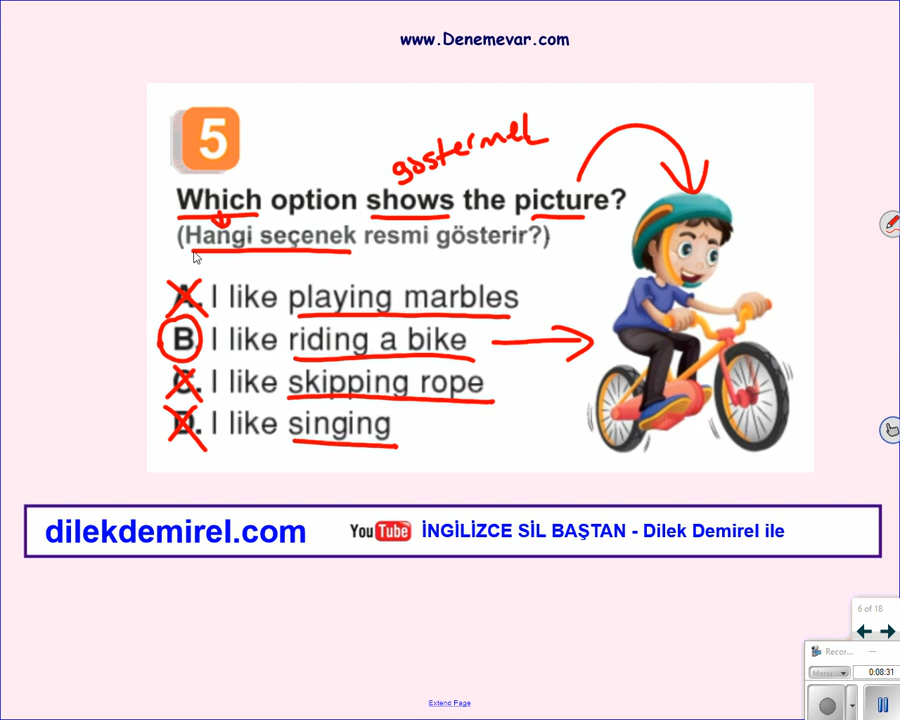 www.Denemevar.com
5
göstermek
Which option shows the picture?
(Hangi seçenek resmi gösterir?)
A. I like playing marbles
B. I like riding a bike
C. I like skipping rope
D. I like singing
dilekdemirel.com YouTube İNGİLİZCE SİL BAŞTAN - Dilek Demirel ile
6 of 18
Recor...
Menu 0:08:31
Extend Page